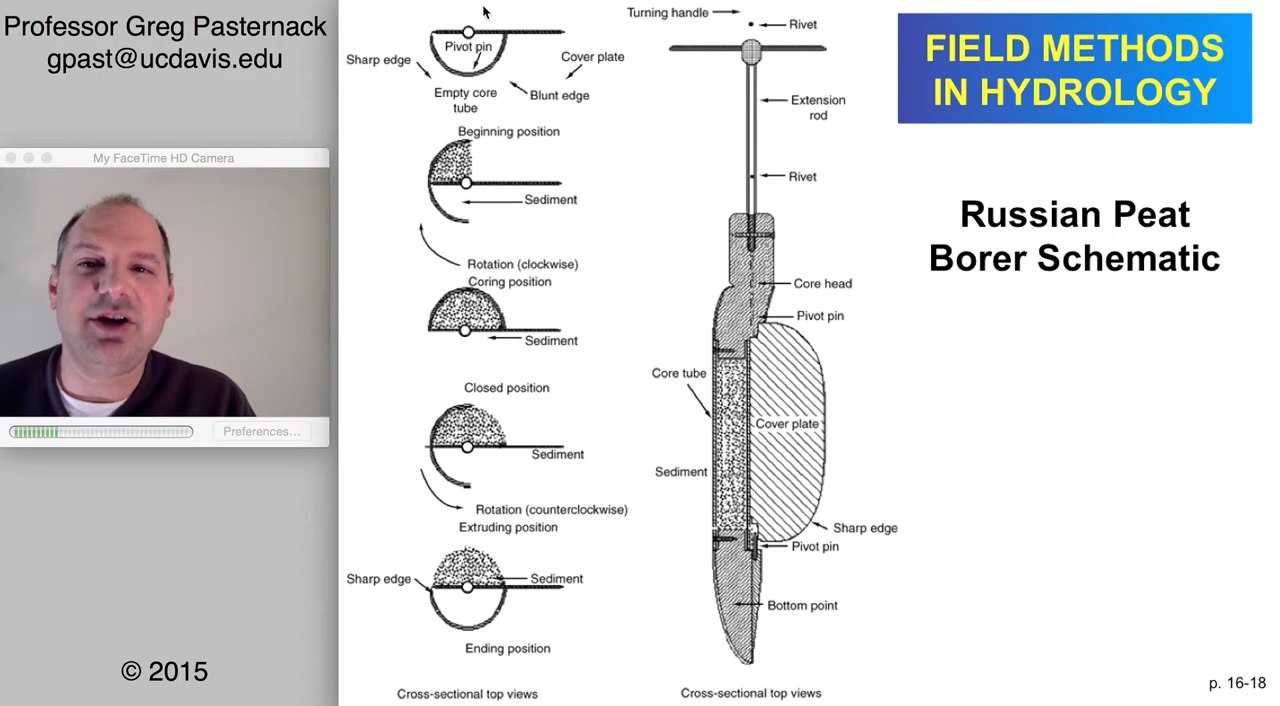 Professor Greg Pasternack
gpast@ucdavis.edu
My FaceTime HD Camera
Preferences...
© 2015
Pivot pin
Sharp edge
Cover plate
Empty core
tube
Blunt edge
Beginning position
Sediment
Rotation (clockwise)
Coring position
Sediment
Closed position
Sediment
Rotation (counterclockwise)
Extruding position
Sharp edge
Sediment
Ending position
Cross-sectional top views
Turning handle
Rivet
Extension
rod
Rivet
Core head
Pivot pin
Core tube
Cover plate
Sediment
Sharp edge
Pivot pin
Bottom point
Cross-sectional top views
FIELD METHODS
IN HYDROLOGY
Russian Peat
Borer Schematic
p. 16-18